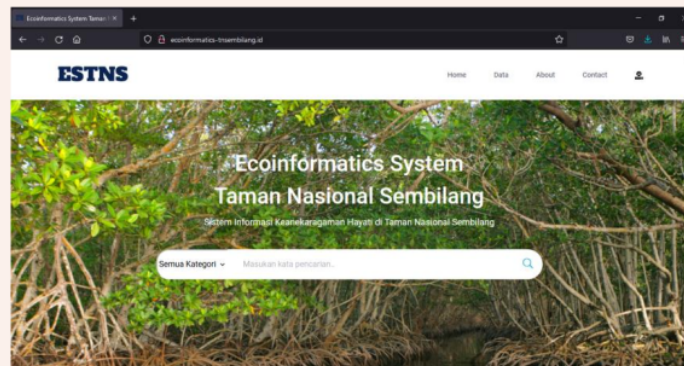 Ecoinformatics System Taman N
ecoinformatics-tnsembilang.id
ESTNS
Home Data About Contact
Ecoinformatics System
Taman Nasional Sembilang
Sistem Informasi Keanekaragaman Hayati di Taman Nasional Sembilang
Semua Kategori Masukan kata pencarian..